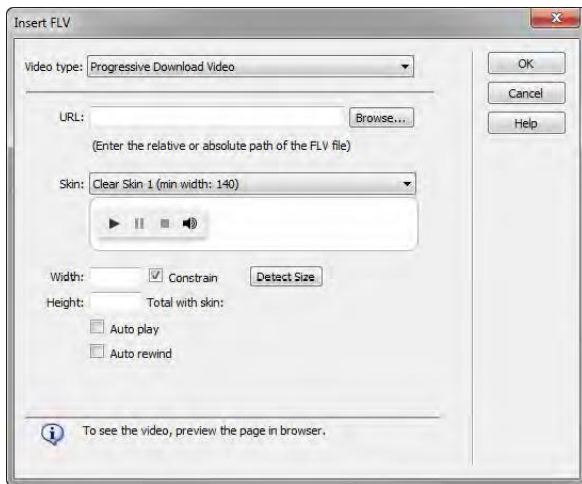 Insert FLV
Video type: Progressive Download Video
OK
Cancel
Help
URL: Browse...
(Enter the relative or absolute path of the FLV file)
Skin: Clear Skin 1 (min width: 140)
Width: Constrain Detect Size
Height: Total with skin:
Auto play
Auto rewind
To see the video, preview the page in browser.